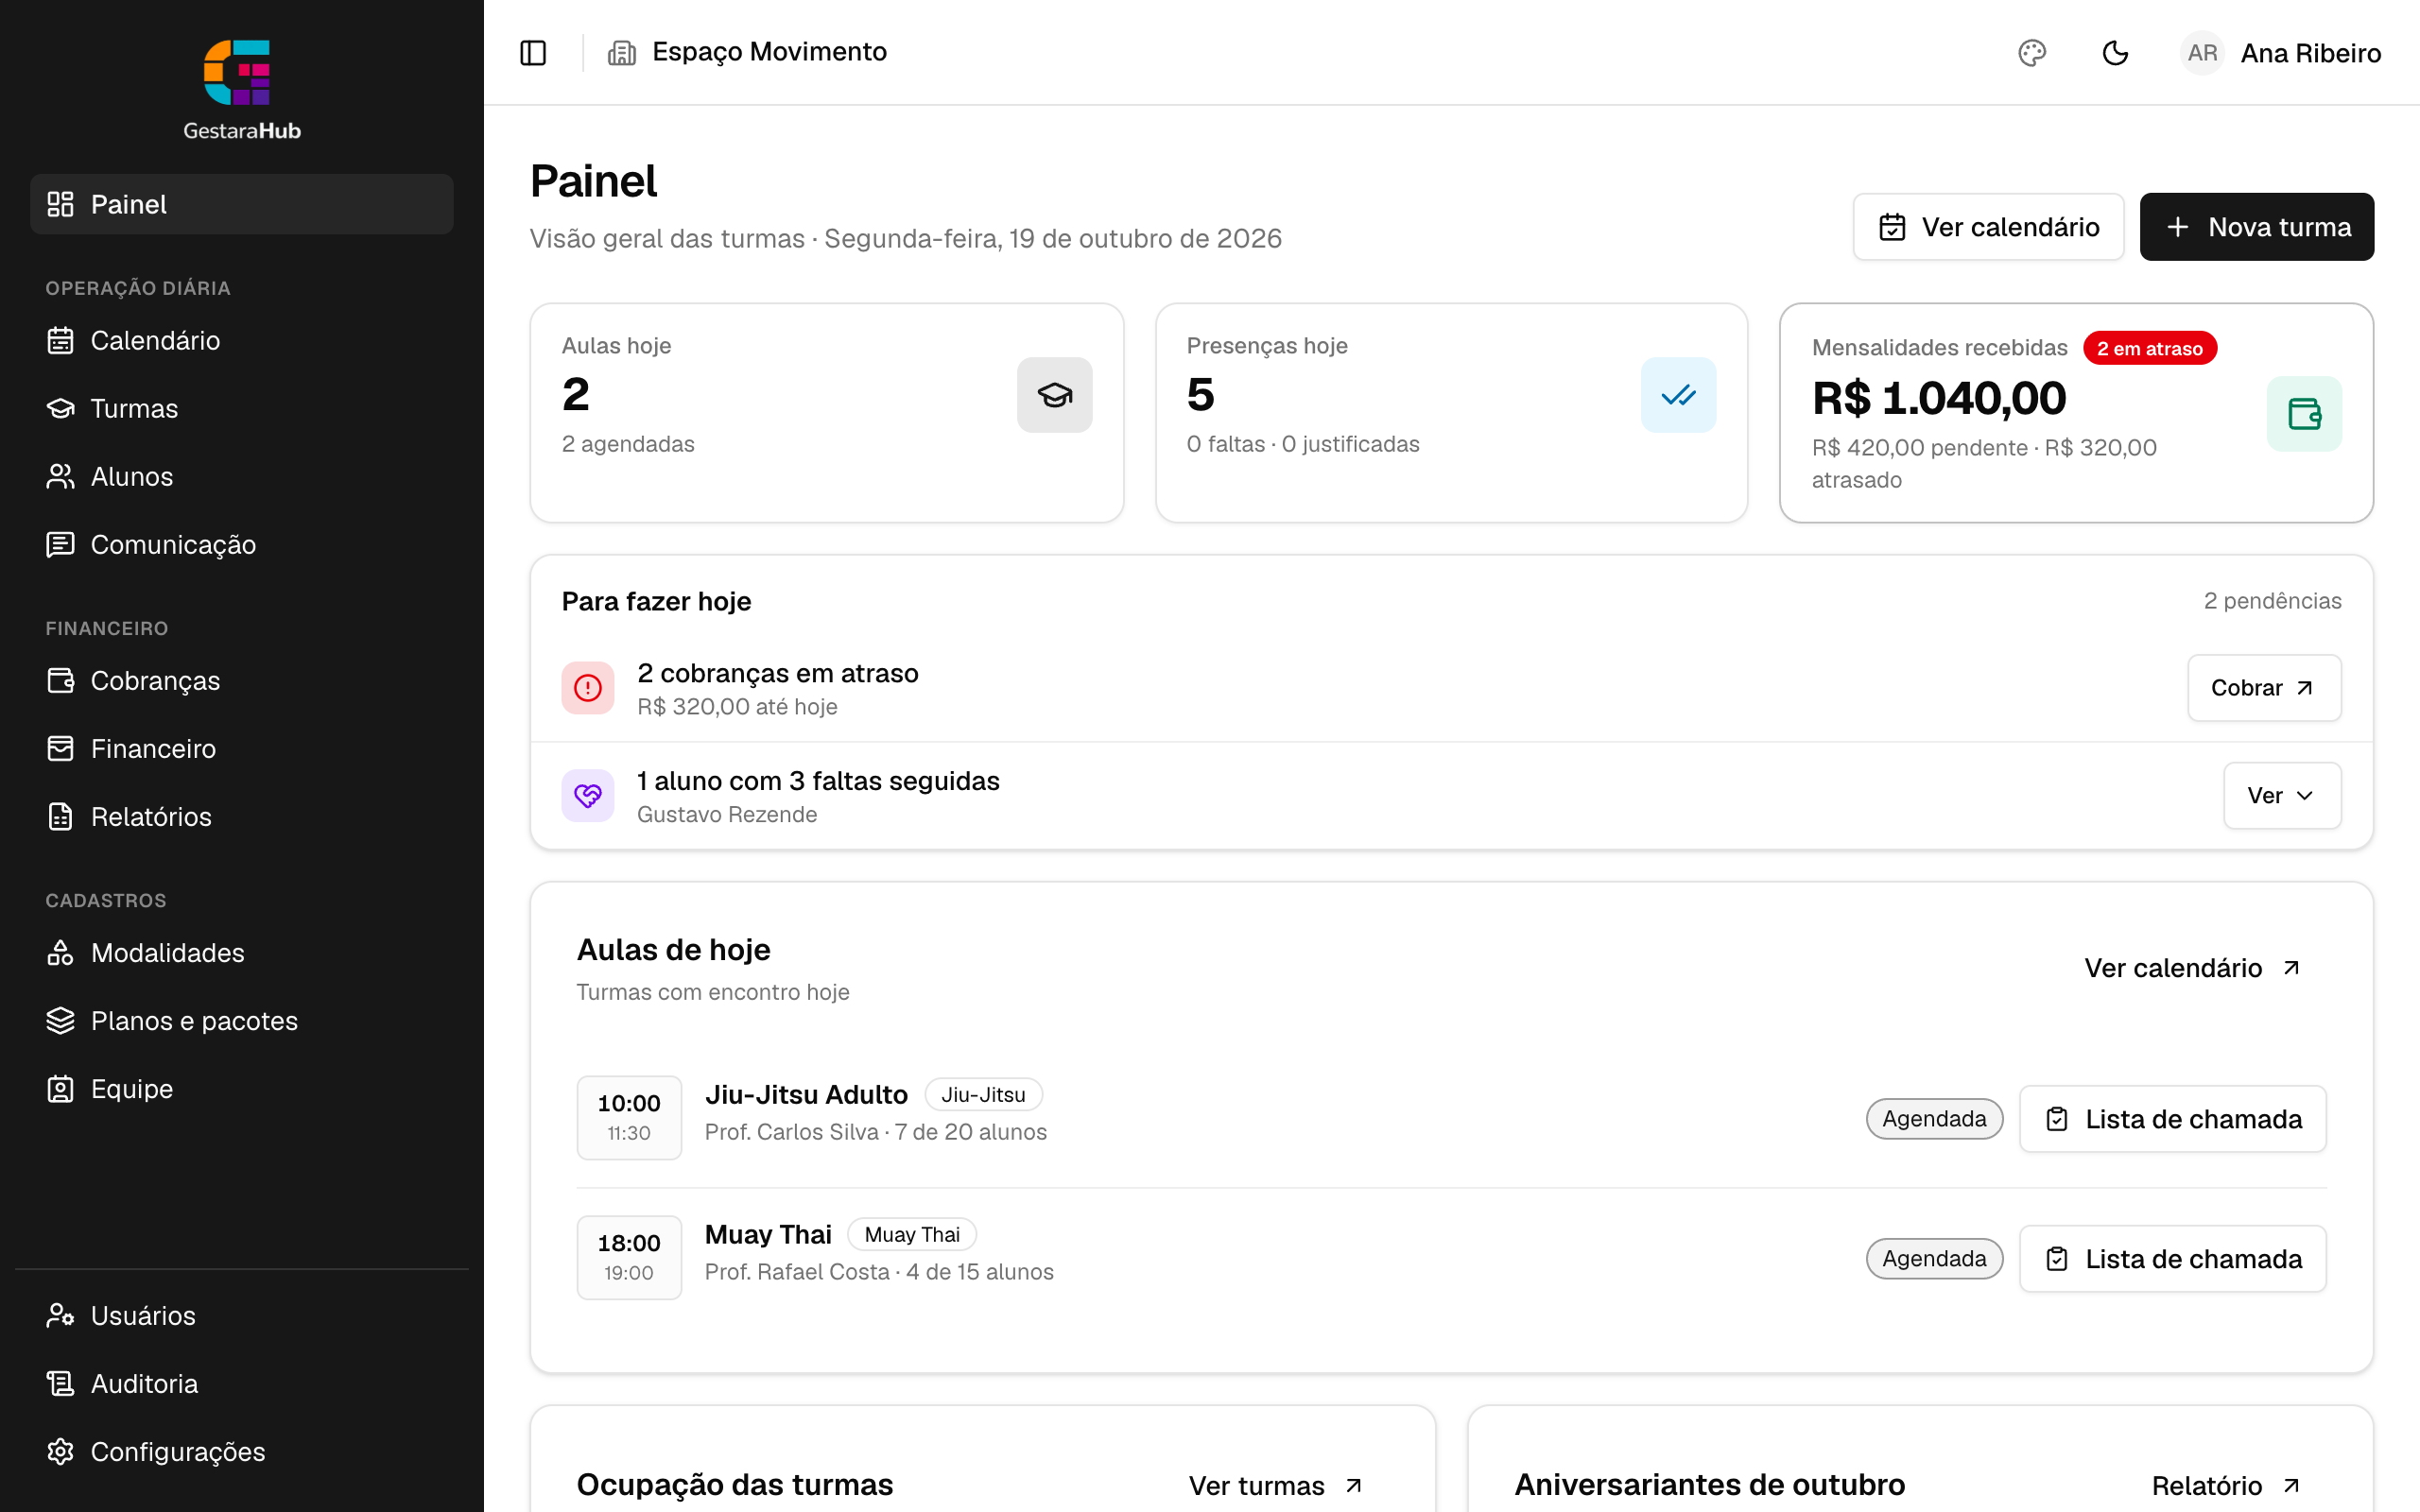 GestaraHub
Painel
OPERAÇÃO DIÁRIA
Calendário
Turmas
Alunos
Comunicação
FINANCEIRO
Cobranças
Financeiro
Relatórios
CADASTROS
Modalidades
Planos e pacotes
Equipe
Usuários
Auditoria
Configurações
Espaço Movimento
AR Ana Ribeiro
Painel
Visão geral das turmas · Segunda-feira, 19 de outubro de 2026
Ver calendário
Nova turma
Aulas hoje
2
2 agendadas
Presenças hoje
5
0 faltas · 0 justificadas
Mensalidades recebidas 2 em atraso
R$ 1.040,00
R$ 420,00 pendente · R$ 320,00
atrasado
Para fazer hoje
2 pendências
2 cobranças em atraso
R$ 320,00 até hoje
Cobrar
1 aluno com 3 faltas seguidas
Gustavo Rezende
Ver
Aulas de hoje
Turmas com encontro hoje
Ver calendário
10:00
11:30
Jiu-Jitsu Adulto Jiu-Jitsu
Prof. Carlos Silva · 7 de 20 alunos
Agendada
Lista de chamada
18:00
19:00
Muay Thai Muay Thai
Prof. Rafael Costa · 4 de 15 alunos
Agendada
Lista de chamada
Ocupação das turmas
Ver turmas
Aniversariantes de outubro
Relatório